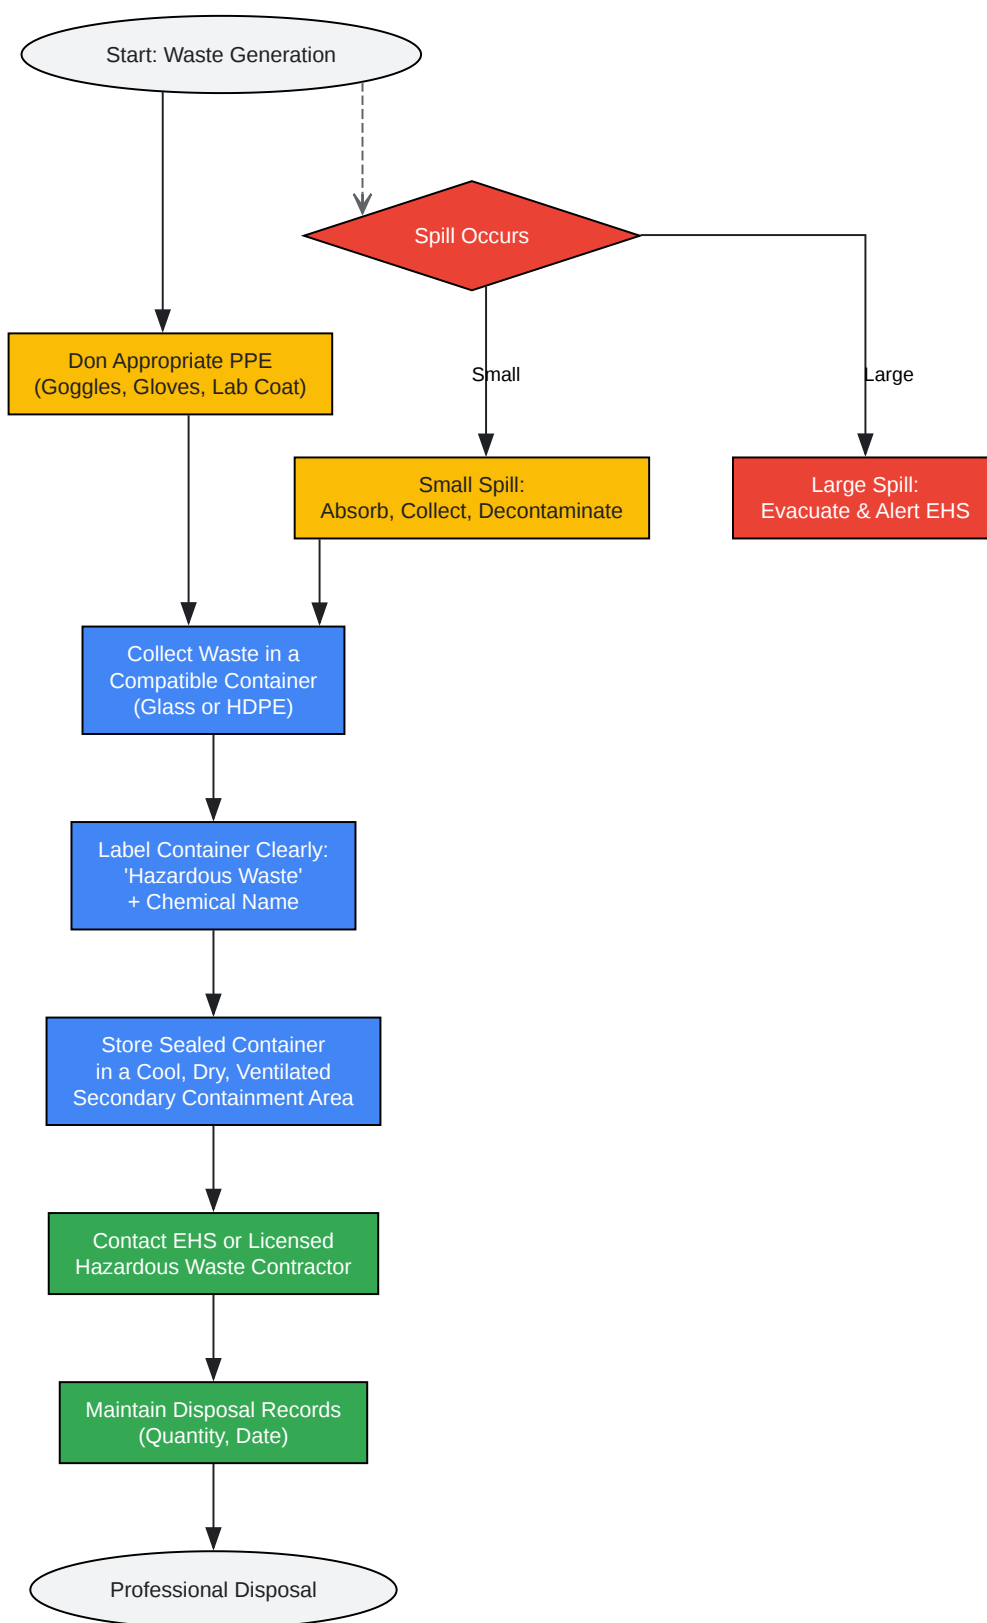 Start: Waste Generation
Spill Occurs
Don Appropriate PPE
(Goggles, Gloves, Lab Coat)
Small
Large
Small Spill:
Absorb, Collect, Decontaminate
Large Spill:
Evacuate & Alert EHS
Collect Waste in a
Compatible Container
(Glass or HDPE)
Label Container Clearly:
'Hazardous Waste'
+ Chemical Name
Store Sealed Container
in a Cool, Dry, Ventilated
Secondary Containment Area
Contact EHS or Licensed
Hazardous Waste Contractor
Maintain Disposal Records
(Quantity, Date)
Professional Disposal